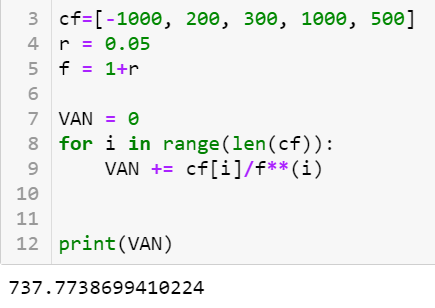 3 cf=[-1000, 200, 300, 1000, 500]
4 r = 0.05
5 f = 1+r
6
7 VAN = 0
8 for i in range(len(cf)):
9     VAN += cf[i]/f**(i)
10
11
12 print(VAN)
737.7738699410224